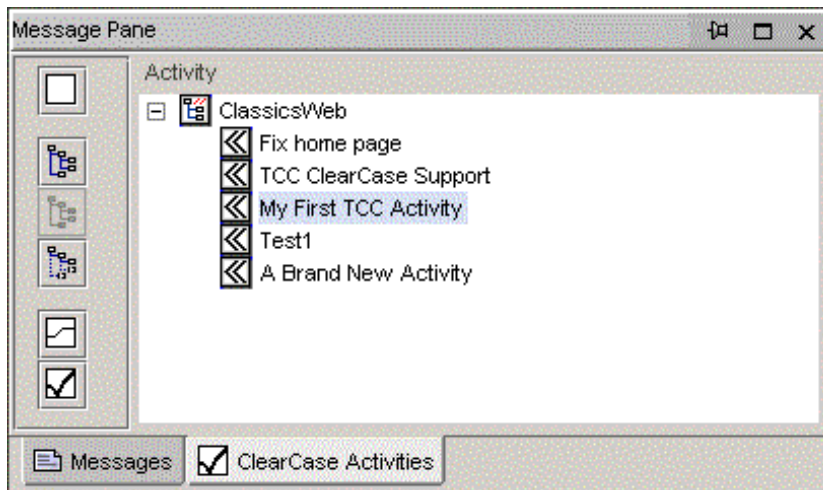 Message Pane
Activity
ClassicsWeb
Fix home page
TCC ClearCase Support
My First TCC Activity
Test1
A Brand New Activity
Messages
ClearCase Activities